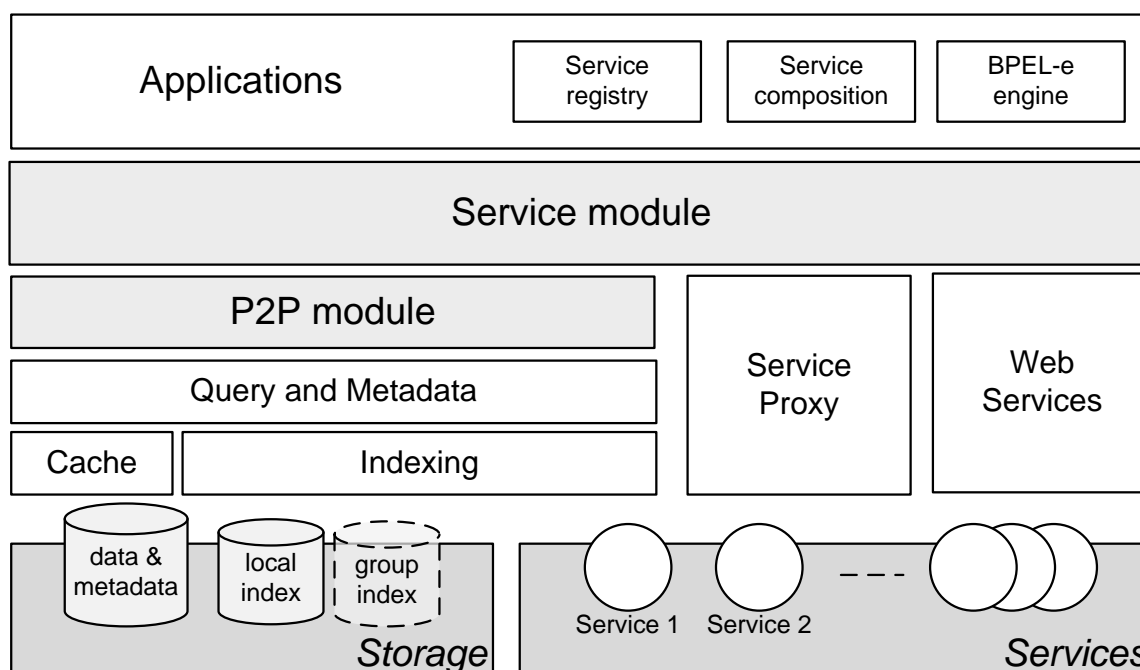 Applications
Service
registry
Service
composition
BPEL-e
engine
Service module
P2P module
Service
Proxy
Web
Services
Query and Metadata
Cache
Indexing
data &
metadata
local
index
group
index
Service 1
Service 2
Storage
Services